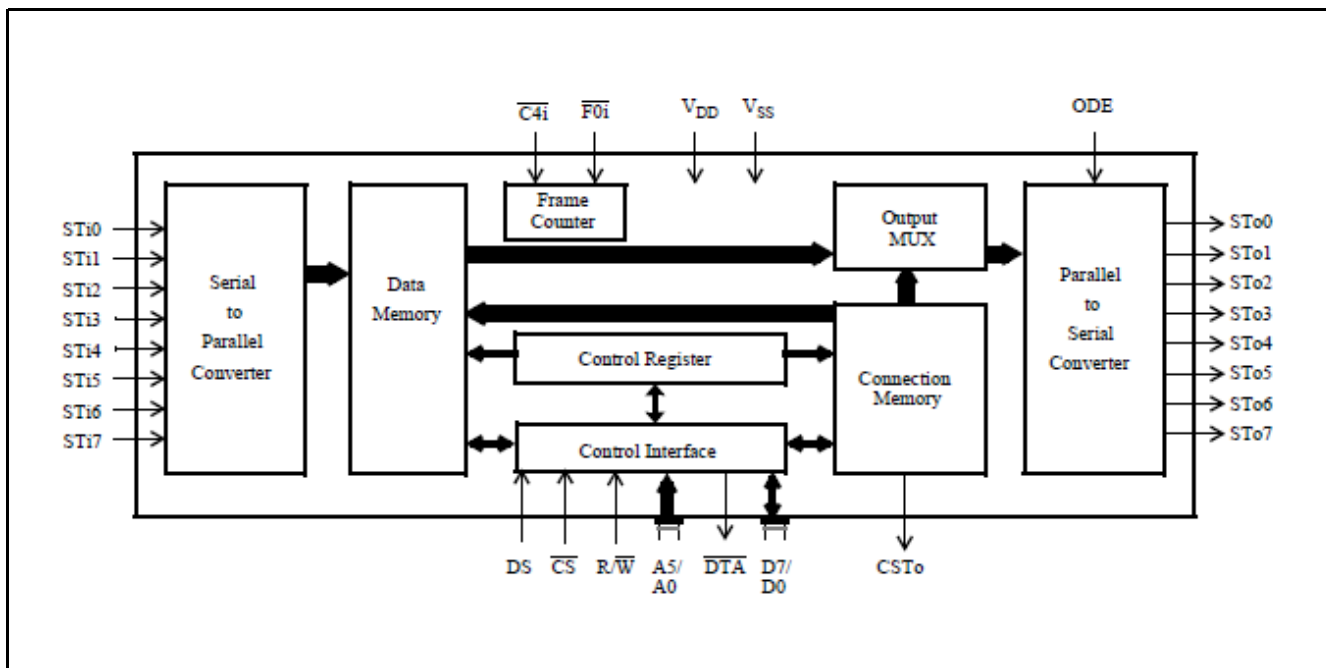 C4i F0i VDD VSS ODE
Frame
Counter
Output
MUX
STi0
STi1
STi2
STi3
STi4
STi5
STi6
STi7
Serial
to
Parallel
Converter
Data
Memory
Control Register
Control Interface
Connection
Memory
Parallel
to
Serial
Converter
STo0
STo1
STo2
STo3
STo4
STo5
STo6
STo7
DS CS R/W A5/
A0 DTA D7/
D0 CSTo